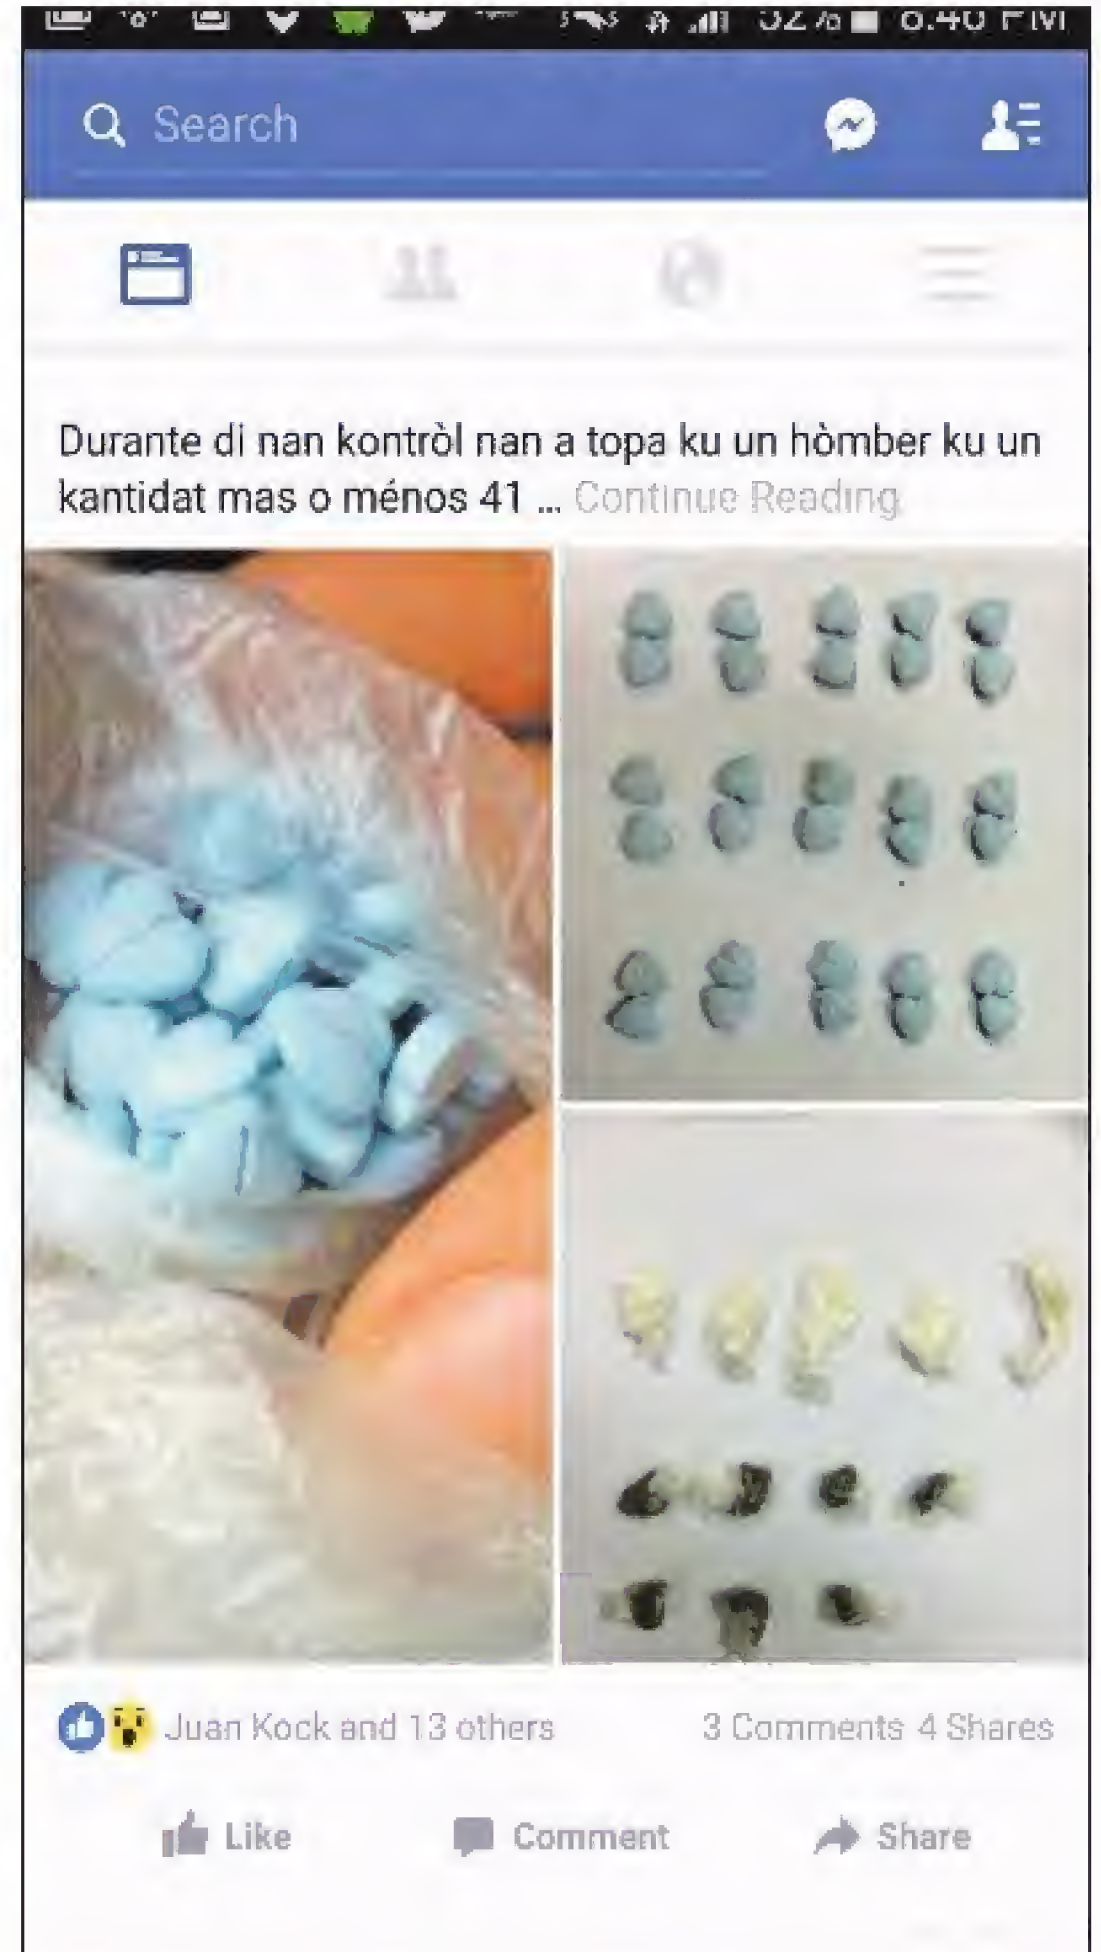 Search
Durante di nan kontròl nan a topa ku un hòmber ku un
kantidat mas o ménos 41 ... Continue Reading
Juan Kock and 13 others 3 Comments 4 Shares
Like Comment Share